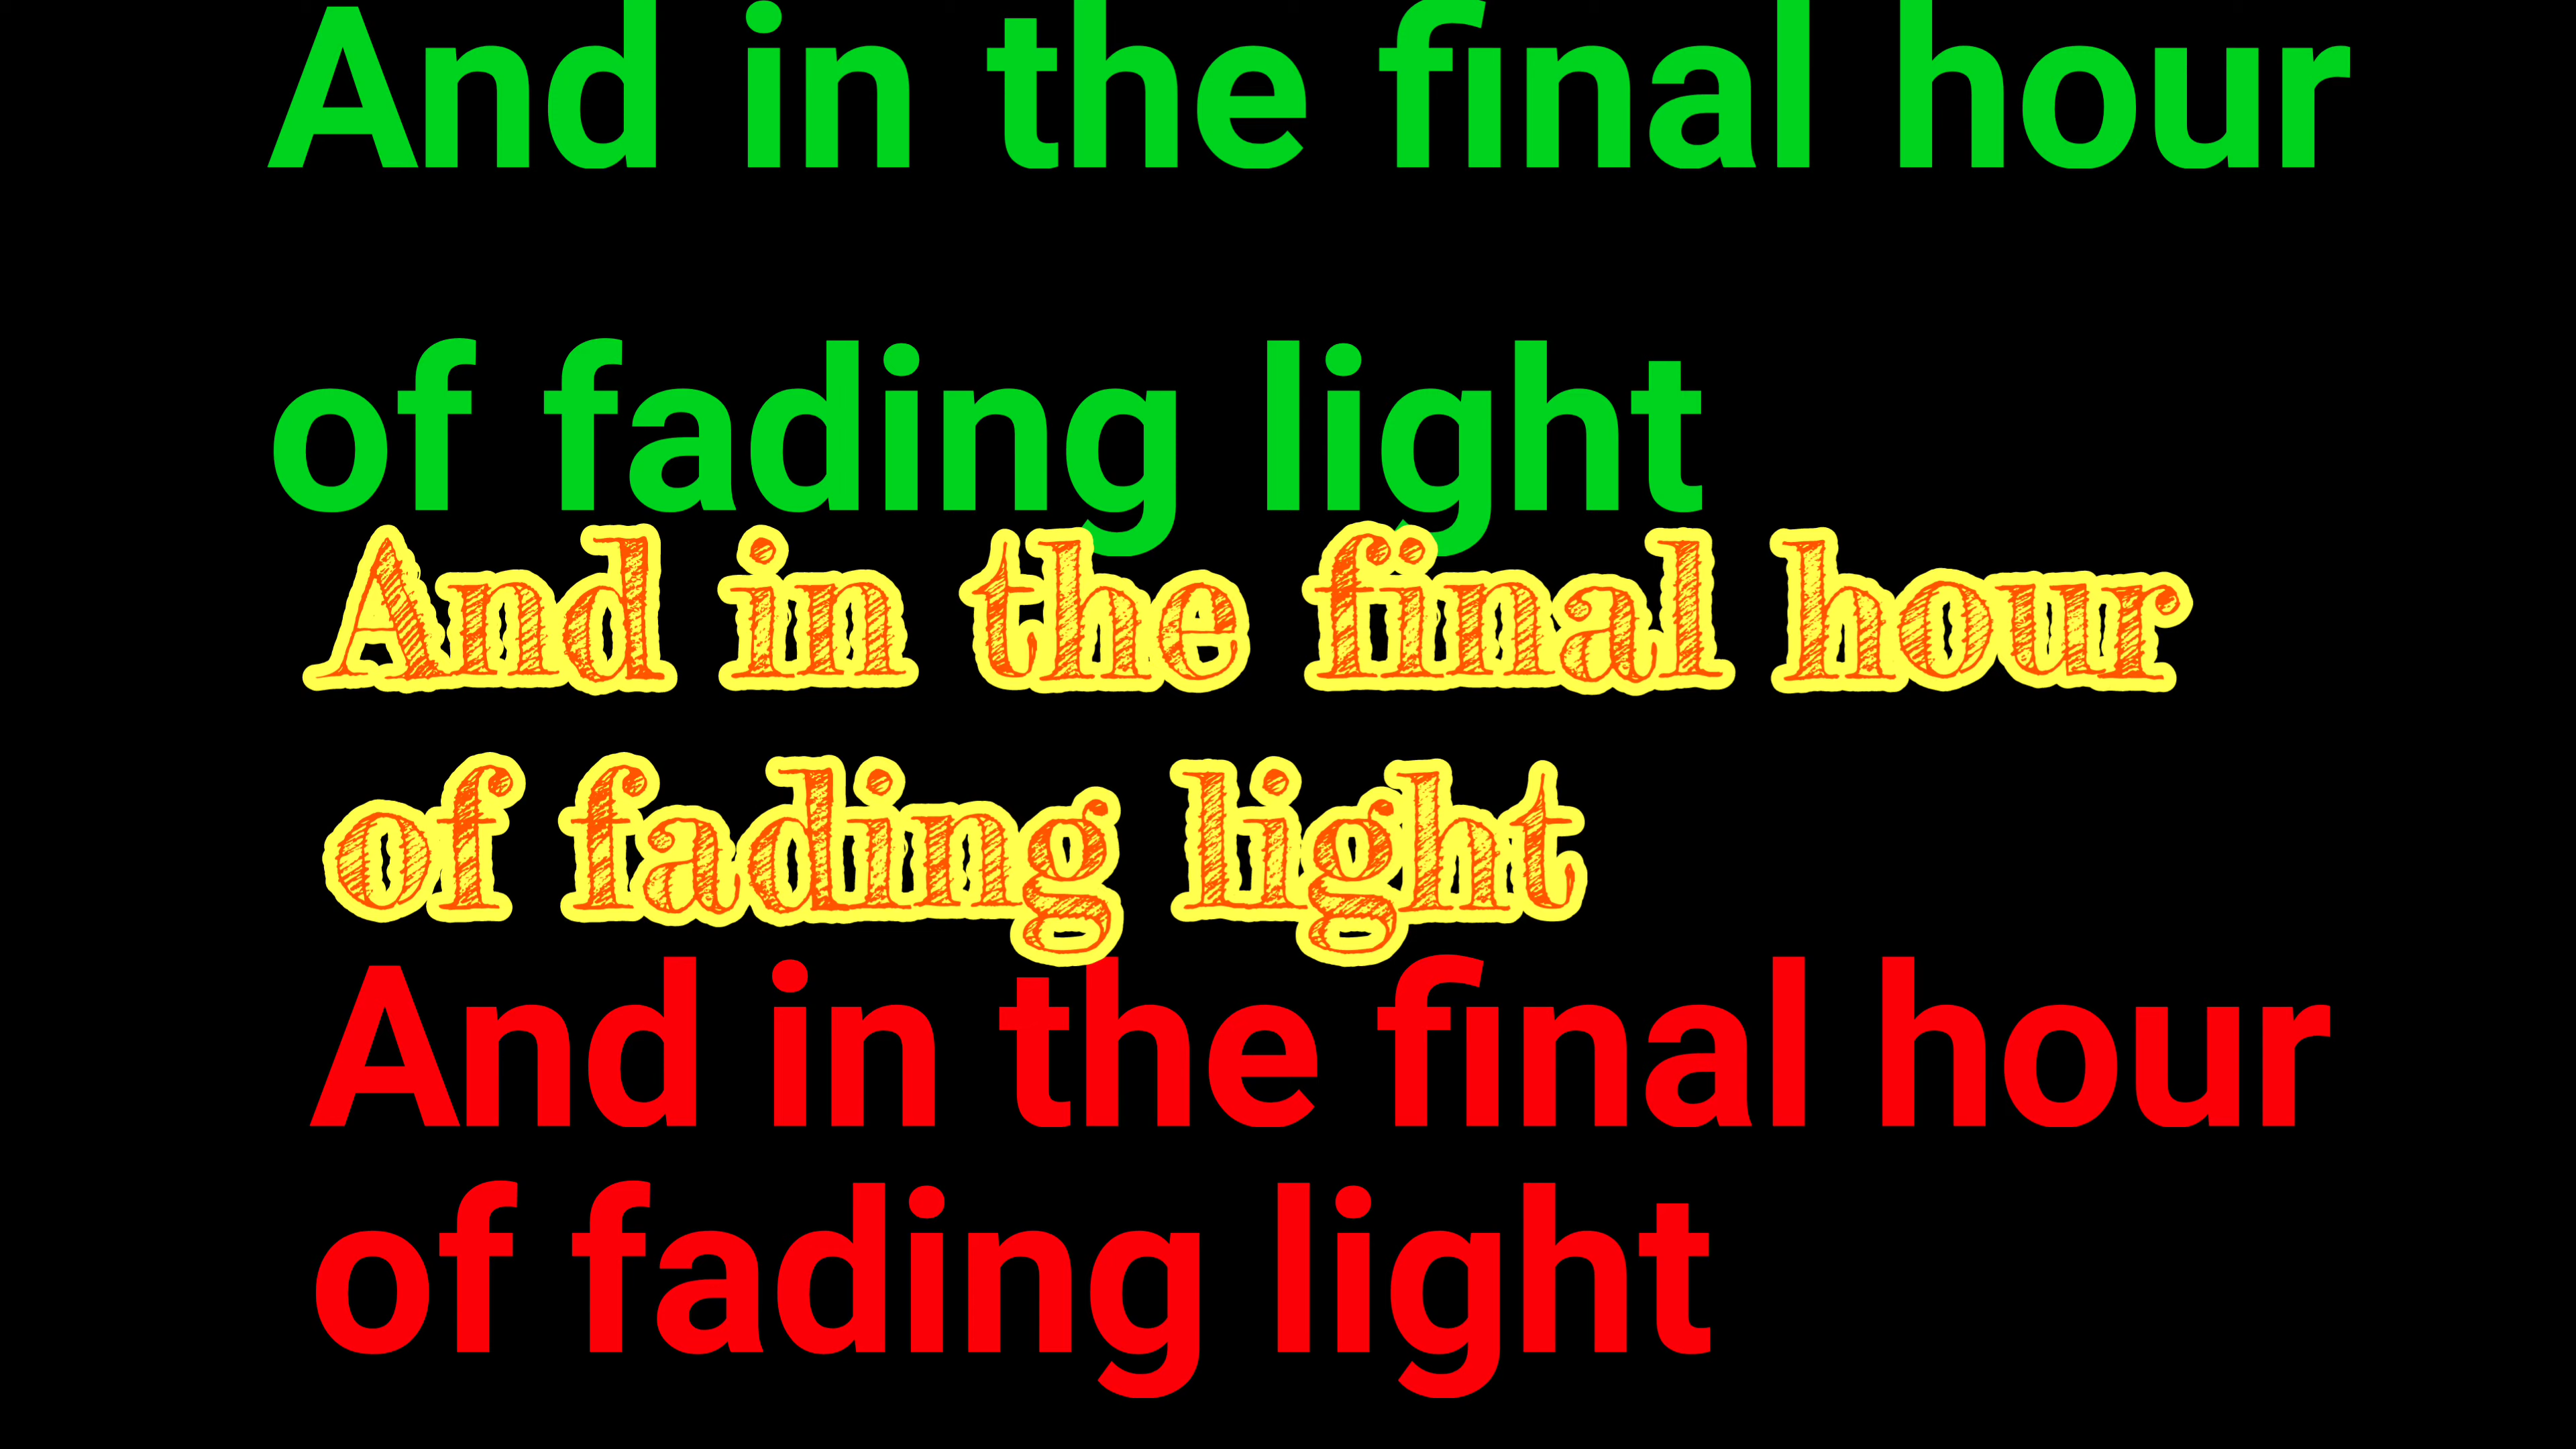 And in the final hour
of fading light
And in the final hour
of fading light
And in the final hour
of fading light